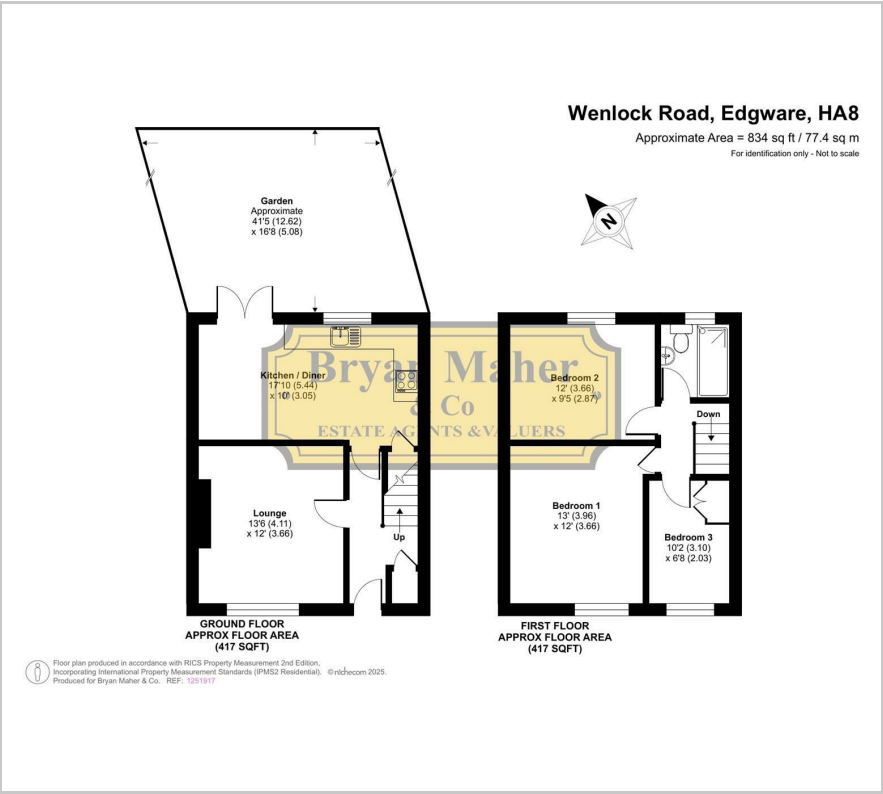 Wenlock Road, Edgware, HA8
Approximate Area = 834 sq ft / 77.4 sq m
For identification only - Not to scale
N
Garden
Approximate
41'5 (12.62)
x 16'8 (5.08)
Kitchen / Diner
17'10 (5.44)
x 10' (3.05)
Lounge
13'6 (4.11)
x 12' (3.66)
Up
GROUND FLOOR
APPROX FLOOR AREA
(417 SQFT)
Bryan Maher
& Co
ESTATE AGENTS & VALUERS
Bedroom 2
12' (3.66)
x 9'5 (2.87)
Down
Bedroom 1
13' (3.96)
x 12' (3.66)
Bedroom 3
10'2 (3.10)
x 6'8 (2.03)
FIRST FLOOR
APPROX FLOOR AREA
(417 SQFT)
Floor plan produced in accordance with RICS Property Measurement 2nd Edition,
Incorporating International Property Measurement Standards (IPMS2 Residential). © nichecom 2025.
Produced for Bryan Maher & Co. REF: 1251917